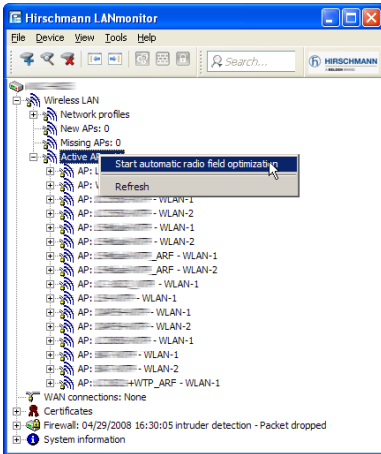 Hirschmann LANmonitor
File Device View Tools Help
Search...
HIRSCHMANN
Wireless LAN
Network profiles
New APs: 0
Missing APs: 0
Active
Start automatic radio field optimization
Refresh
AP:
AP:
AP: - WLAN-1
AP: - WLAN-2
AP: - WLAN-1
AP: - WLAN-2
AP: _ARF - WLAN-1
AP: _ARF - WLAN-2
AP: - WLAN-1
AP: - WLAN-1
AP: - WLAN-1
AP: - WLAN-2
AP: - WLAN-1
AP: - WLAN-2
AP: +WTP_ARF - WLAN-1
WAN connections: None
Certificates
Firewall: 04/29/2008 16:30:05 intruder detection - Packet dropped
System information